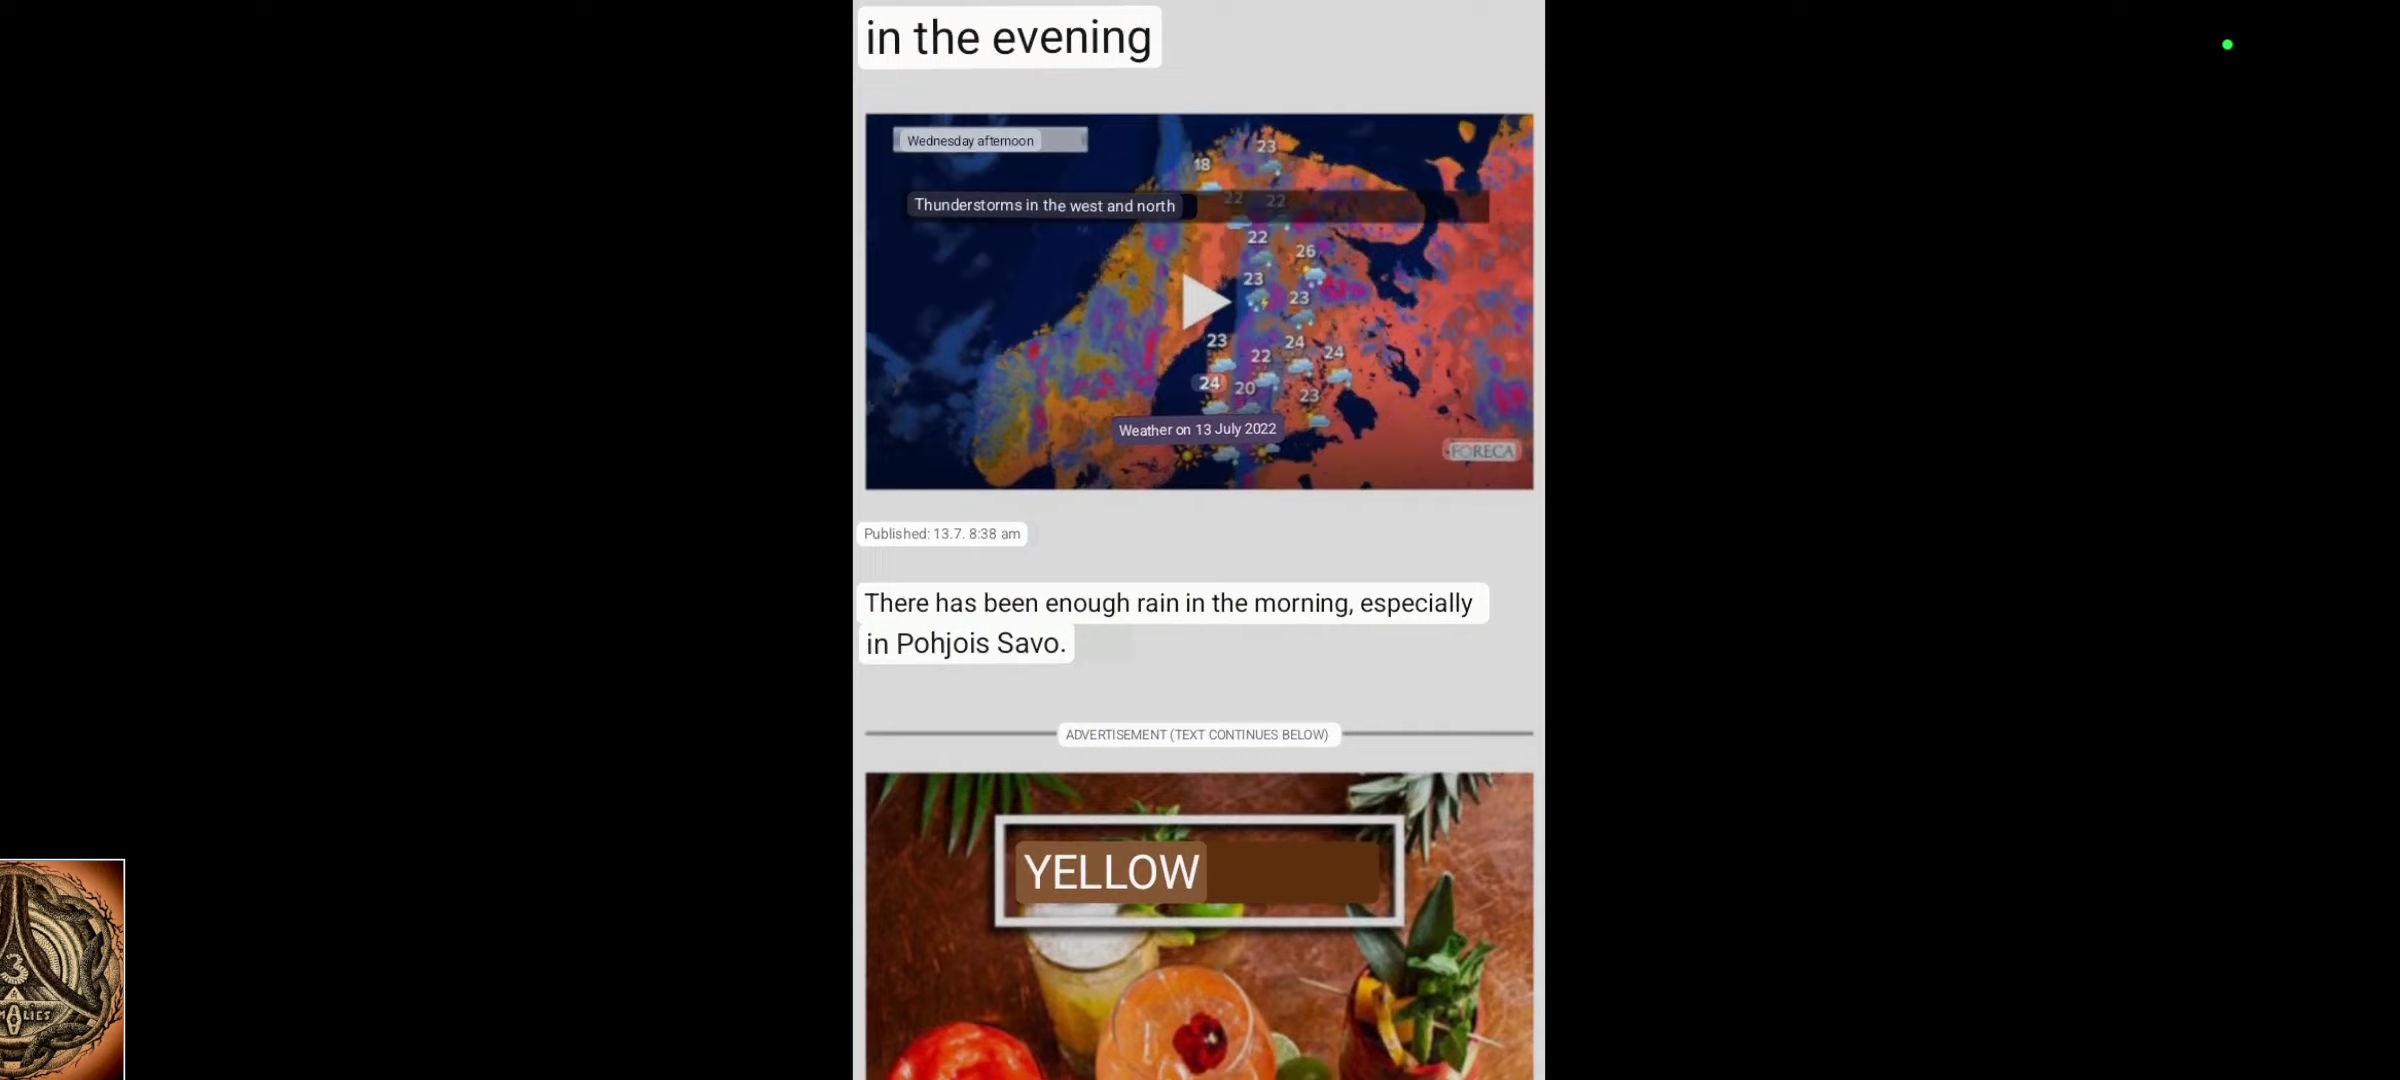 in the evening
Wednesday afternoon
23
18
Thunderstorms in the west and north
22 22
22
26
23
23
23
24
22
24
24
20
23
Weather on 13 July 2022
FORECA
Published: 13.7. 8:38 am
There has been enough rain in the morning, especially
in Pohjois Savo.
ADVERTISEMENT (TEXT CONTINUES BELOW)
YELLOW